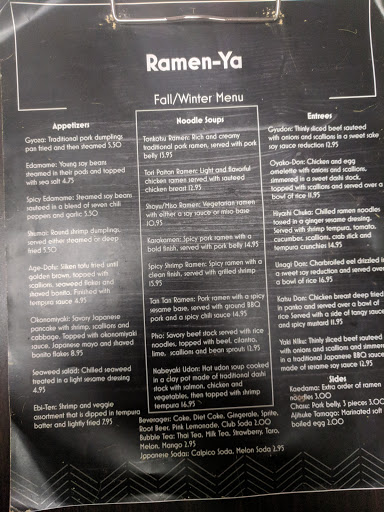 Ramen-Ya
Fall/Winter Menu
Appetizers
Gyoza: Traditional pork dumplings
pan fried and then steamed 5.50
Edamame: Young soy beans
steamed in their pods and topped
with sea salt 4.75
Spicy Edamame: Steamed soy beans
sauteed in a blend of seven chili
peppers and garlic 5.50
Shumai: Round shrimp dumplings,
served either steamed or deep
fried 5.50
Age-Dofu: Silken tofu fried until
golden brown, topped with
scallions, seaweed flakes and
shaved bonito. Finished with
tempura sauce 4.95
Okonomiyaki: Savory Japanese
pancake with shrimp, scallions and
cabbage. Topped with okonomiyaki
sauce, Japanese mayo and shaved
bonito flakes 8.95
Seaweed salad: Chilled seaweed
treated in a light sesame dressing
4.95
Ebi-Ten: Shrimp and veggie
assortment that is dipped in tempura
batter and lightly fried 7.95
Noodle Soups
Tonkotsu Ramen: Rich and creamy
traditional pork ramen, served with pork
belly 13.95
Tori Paitan Ramen: Light and flavorful
chicken ramen served with sauteed
chicken breast 12.95
Shoyu/Miso Ramen: Vegetarian ramen
with either a soy sauce or miso base
10.95
Karakamen: Spicy pork ramen with a
bold finish, served with pork belly 14.95
Spicy Shrimp Ramen: Spicy ramen with a
clean finish, served with grilled shrimp
15.95
Tan Tan Ramen: Pork ramen with a spicy
sesame base, served with ground BBQ
pork and a spicy chili sauce 14.95
Pho: Savory beef stock served with rice
noodles, topped with beef, cilantro,
lime, scallions and bean sprouts 12.95
Nabeyaki Udon: Hot udon soup cooked
in a clay pot made of traditional dashi
stock with salmon, chicken and
vegetables, then topped with shrimp
tempura 16.95
Entrees
Gyudon: Thinly sliced beef sauteed
with onions and scallions in a sweet sake
soy sauce reduction 12.95
Oyako-Don: Chicken and egg
omelette with onions and scallions,
simmered in a sweet dashi stock,
topped with scallions and served over a
bowl of rice 11.95
Hiyashi Chuka: Chilled ramen noodles
tossed in a ginger sesame dressing.
Served with shrimp tempura, tomato,
cucumber, scallions, crab stick and
tempura crunchies 14.95
Unagi Don: Charbroiled eel drizzled in
a sweet soy reduction and served over
a bowl of rice 16.95
Katsu Don: Chicken breast deep fried
in panko and served over a bowl of
rice Served with a side of tangy sauce
and spicy mustard 11.95
Yaki Niku: Thinly sliced beef sauteed
with onions and scallions and simmered
in a traditional Japanese BBQ sauce
made of sesame soy sauce 12.95
Sides
Kaedama: Extra order of ramen
noodles 3.00
Chasu: Pork belly, 3 pieces 3.00
Ajitsuke Tamago: Marinated soft
boiled egg 2.00
Beverages: Coke, Diet Coke, Gingerale, Sprite,
Root Beer, Pink Lemonade, Club Soda 2.00
Bubble Tea: Thai Tea, Milk Tea, Strawberry, Taro,
Melon, Mango 2.95
Japanese Soda: Calpico Soda, Melon Soda 2.95